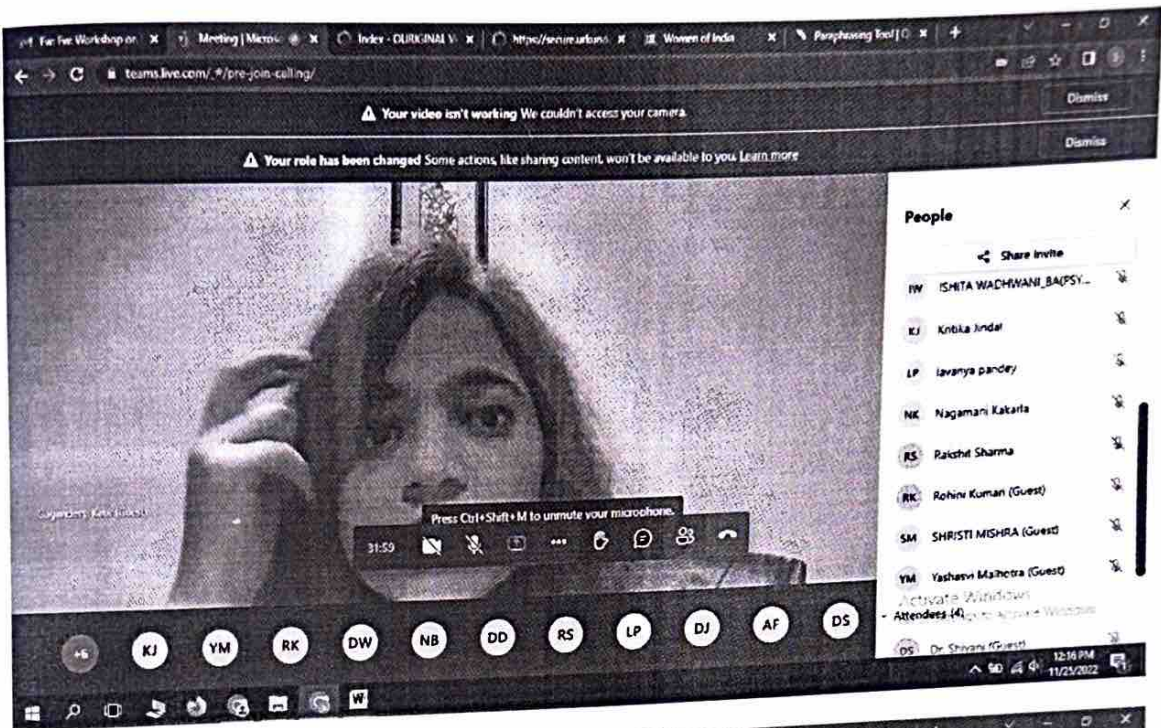 Workshop on
Meeting | Micros
Index - OURIGINAL V
Women of India
Paraphrasing Tool |
teams.live.com/_#/pre-join-calling/
Your video isn't working We couldn't access your camera.
Dismiss
Your role has been changed Some actions, like sharing content, won't be available to you. Learn more
Dismiss
People
Share invite
IW ISHITA WADHWANI_BA(PSY...
KJ Kritika Jindal
LP lavanya pandey
NK Nagamani Kakarla
RS Rakshit Sharma
RK Rohini Kumari (Guest)
SM SHRISTI MISHRA (Guest)
YM Yashasvi Malhotra (Guest)
Activate Windows
Attendees (4)
DS Dr. Shivani (Guest)
Press Ctrl+Shift+M to unmute your microphone.
31:59
+6 KJ YM RK DW NB DD RS LP DJ AF DS
12:16 PM
11/25/2022